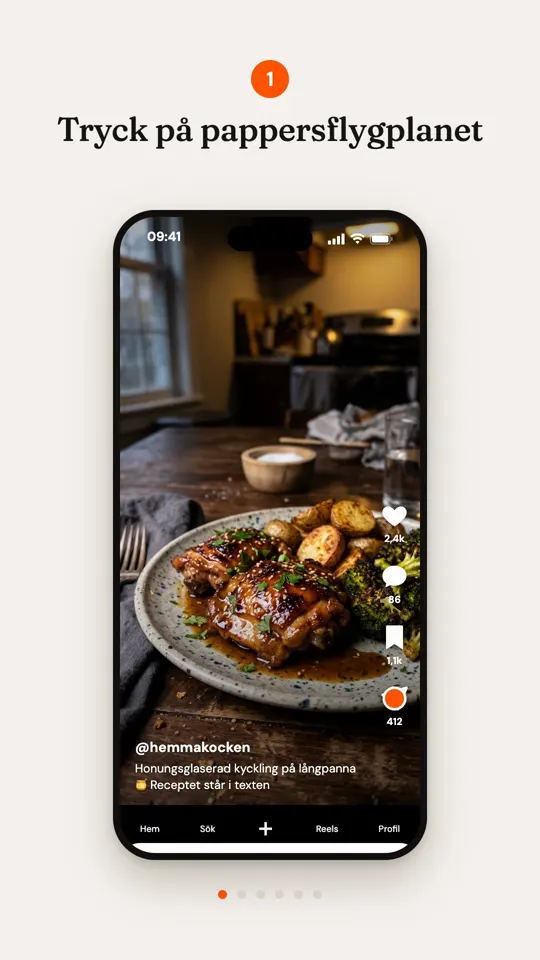 1
Tryck på pappersflygplanet
09:41
2,4k
86
1,1k
412
@hemmakocken
Honungsglaserad kyckling på långpanna
🍯 Receptet står i texten
Hem Sök + Reels Profil